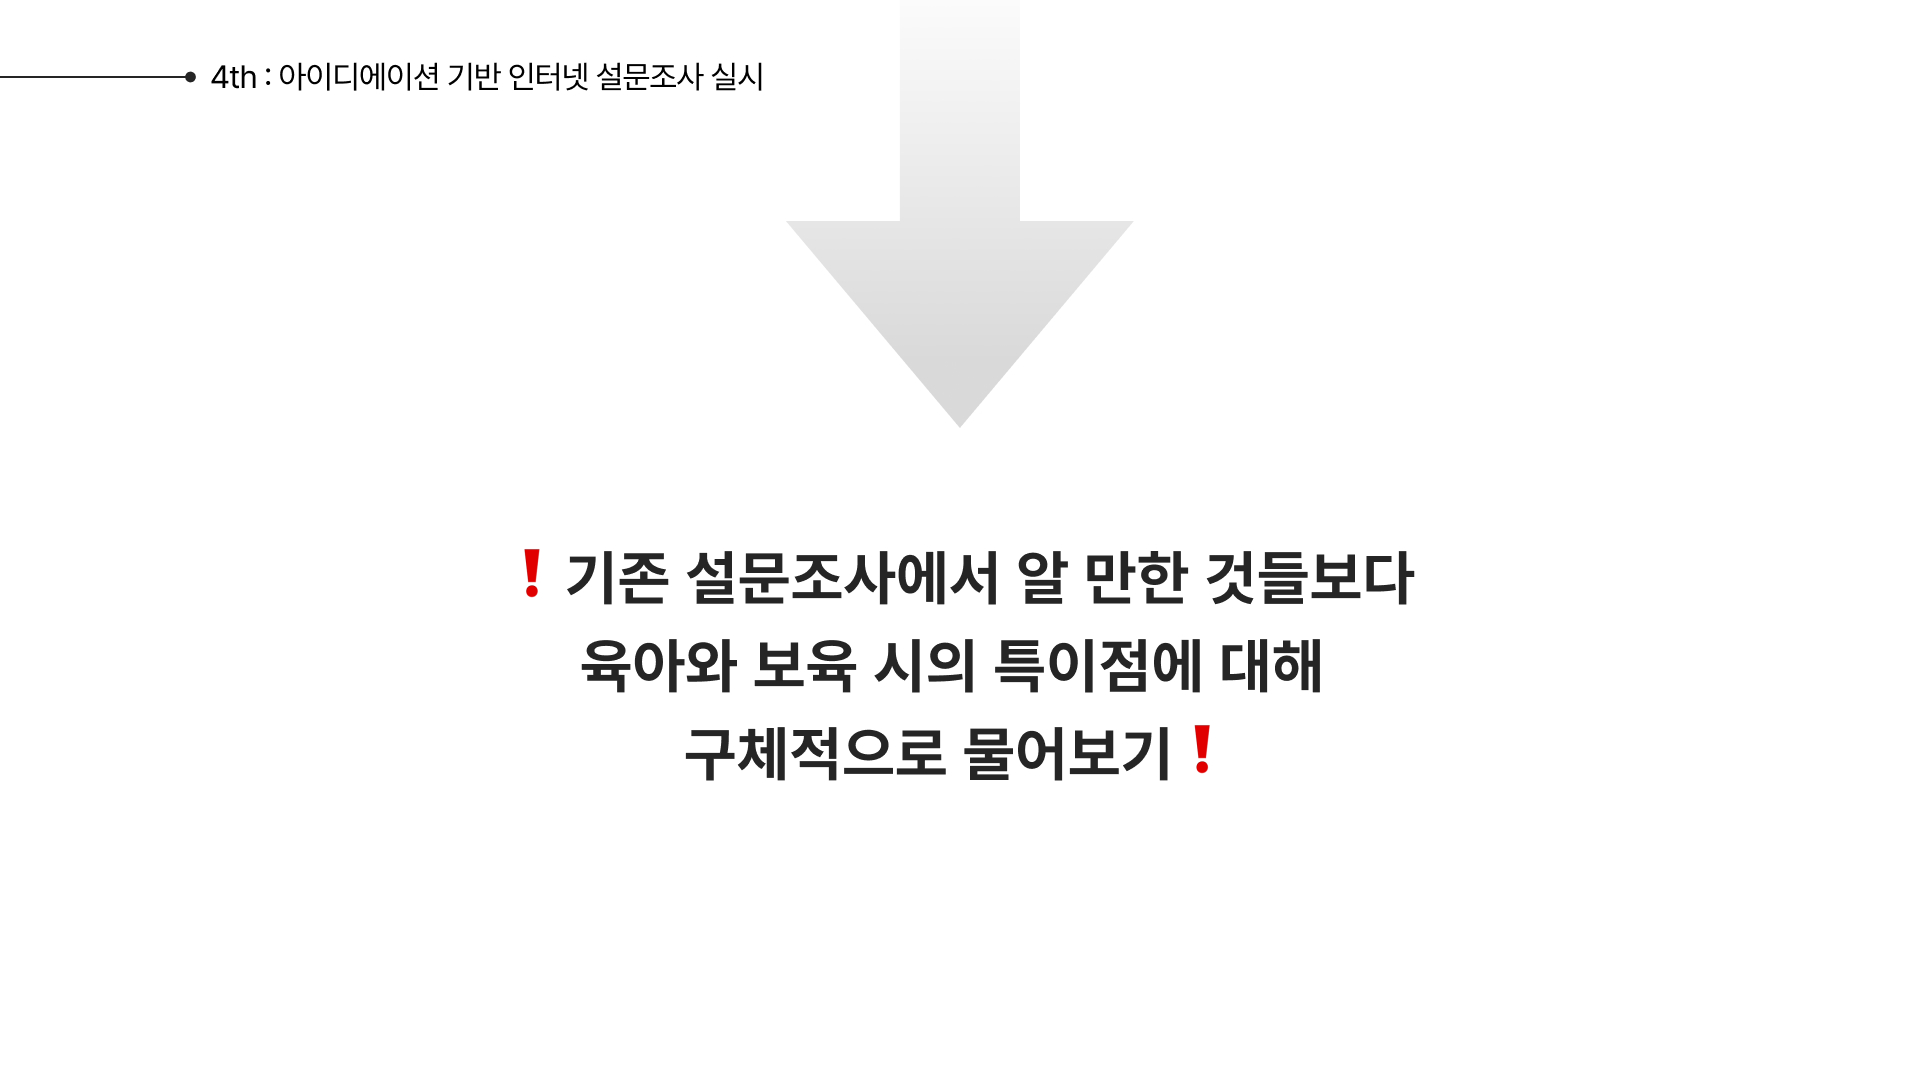 4th : 아이디에이션 기반 인터넷 설문조사 실시
! 기존 설문조사에서 알 만한 것들보다
육아와 보육 시의 특이점에 대해
구체적으로 물어보기 !